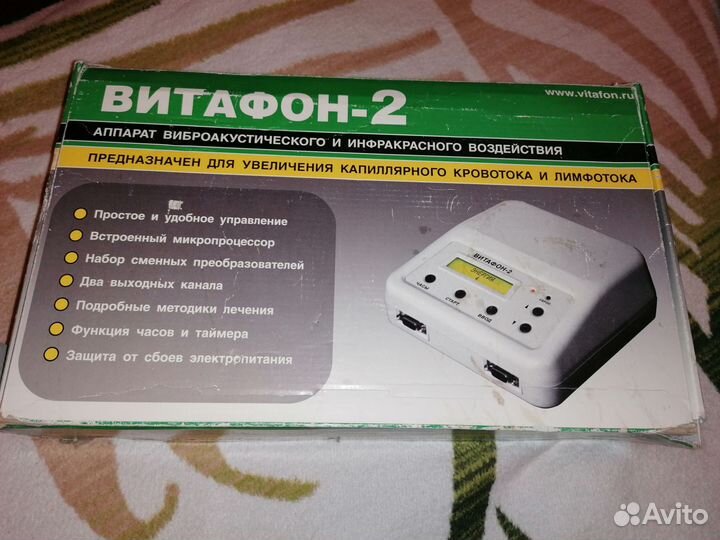 www.vitafon.ru
ВИТАФОН-2
АППАРАТ ВИБРОАКУСТИЧЕСКОГО И ИНФРАКРАСНОГО ВОЗДЕЙСТВИЯ
ПРЕДНАЗНАЧЕН ДЛЯ УВЕЛИЧЕНИЯ КАПИЛЛЯРНОГО КРОВОТОКА И ЛИМФОТОКА
Простое и удобное управление
Встроенный микропроцессор
Набор сменных преобразователей
Два выходных канала
Подробные методики лечения
Функция часов и таймера
Защита от сбоев электропитания
ВИТАФОН-2
ЭНЕРГИЯ
ЧАСЫ
СТАРТ
ВВОД
Avito